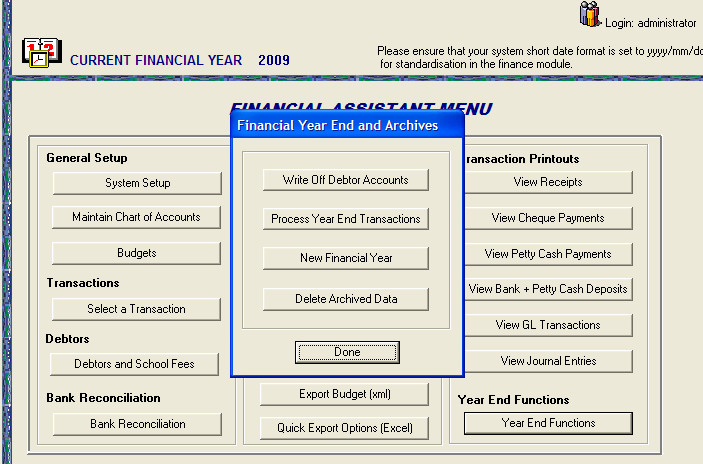 Login: administrator
CURRENT FINANCIAL YEAR 2009
Please ensure that your system short date format is set to yyyy/mm/dd
for standardisation in the finance module.
FINANCIAL ASSISTANT MENU
Financial Year End and Archives
Write Off Debtor Accounts
Process Year End Transactions
New Financial Year
Delete Archived Data
Done
General Setup
System Setup
Maintain Chart of Accounts
Budgets
Transactions
Select a Transaction
Debtors
Debtors and School Fees
Bank Reconciliation
Bank Reconciliation
Export Budget (xml)
Quick Export Options (Excel)
ransaction Printouts
View Receipts
View Cheque Payments
View Petty Cash Payments
View Bank + Petty Cash Deposits
View GL Transactions
View Journal Entries
Year End Functions
Year End Functions